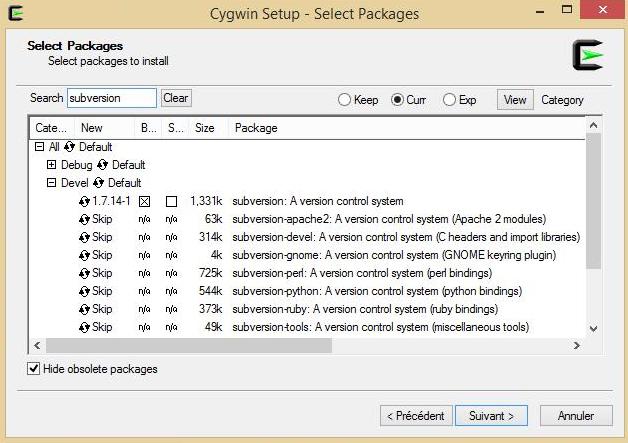 Cygwin Setup - Select Packages
Select Packages
Select packages to install
Search subversion Clear Keep Curr Exp View Category
Cate... New B... S... Size Package
All Default
Debug Default
Devel Default
1.7.14-1 1,331k subversion: A version control system
Skip n/a n/a 63k subversion-apache2: A version control system (Apache 2 modules)
Skip n/a n/a 314k subversion-devel: A version control system (C headers and import libraries)
Skip n/a n/a 4k subversion-gnome: A version control system (GNOME keyring plugin)
Skip n/a n/a 725k subversion-perl: A version control system (perl bindings)
Skip n/a n/a 544k subversion-python: A version control system (python bindings)
Skip n/a n/a 373k subversion-ruby: A version control system (ruby bindings)
Skip n/a n/a 49k subversion-tools: A version control system (miscellaneous tools)
Hide obsolete packages
< Précédent Suivant > Annuler